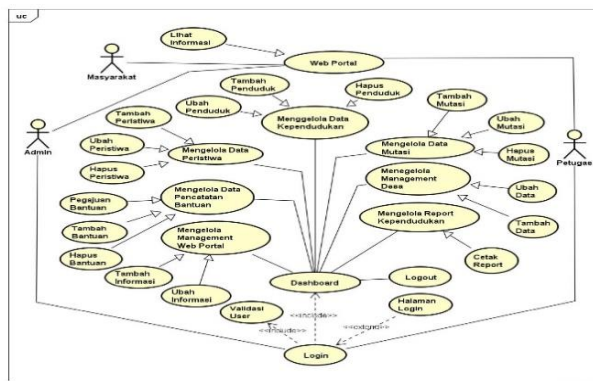 uc
Lihat
Informasi
Masyarakat
Web Portal
Tambah
Penduduk
Hapus
Penduduk
Ubah
Penduduk
Menggelola Data
Kependudukan
Tambah
Mutasi
Ubah
Mutasi
Hapus
Mutasi
Tambah
Peristiwa
Ubah
Peristiwa
Hapus
Peristiwa
Mengelola Data
Peristiwa
Mengelola Data
Mutasi
Admin
Petugas
Menegelola
Management
Desa
Ubah
Data
Tambah
Data
Pegajuan
Bantuan
Tambah
Bantuan
Hapus
Bantuan
Mengelola Data
Pencatatan
Bantuan
Mengelola Report
Kependudukan
Cetak
Report
Mengelola
Management
Web Portal
Tambah
Informasi
Ubah
Informasi
Dashboard
Logout
Validasi
User
Halaman
Login
<<include>>
<<include>>
<<extend>>
Login